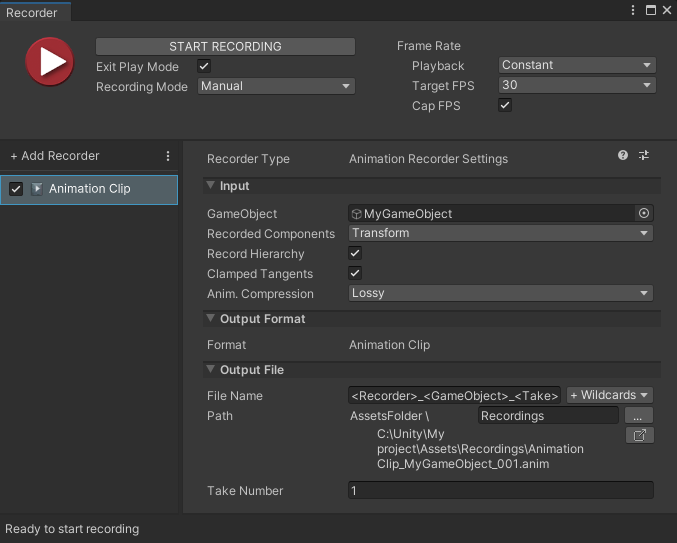 Recorder
START RECORDING
Exit Play Mode
Recording Mode Manual
Frame Rate
Playback Constant
Target FPS 30
Cap FPS
+ Add Recorder
Animation Clip
Recorder Type Animation Recorder Settings
Input
GameObject MyGameObject
Recorded Components Transform
Record Hierarchy
Clamped Tangents
Anim. Compression Lossy
Output Format
Format Animation Clip
Output File
File Name <Recorder>_<GameObject>_<Take> + Wildcards
Path AssetsFolder \ Recordings ...
C:\Unity\My
project\Assets\Recordings\Animation
Clip_MyGameObject_001.anim
Take Number 1
Ready to start recording